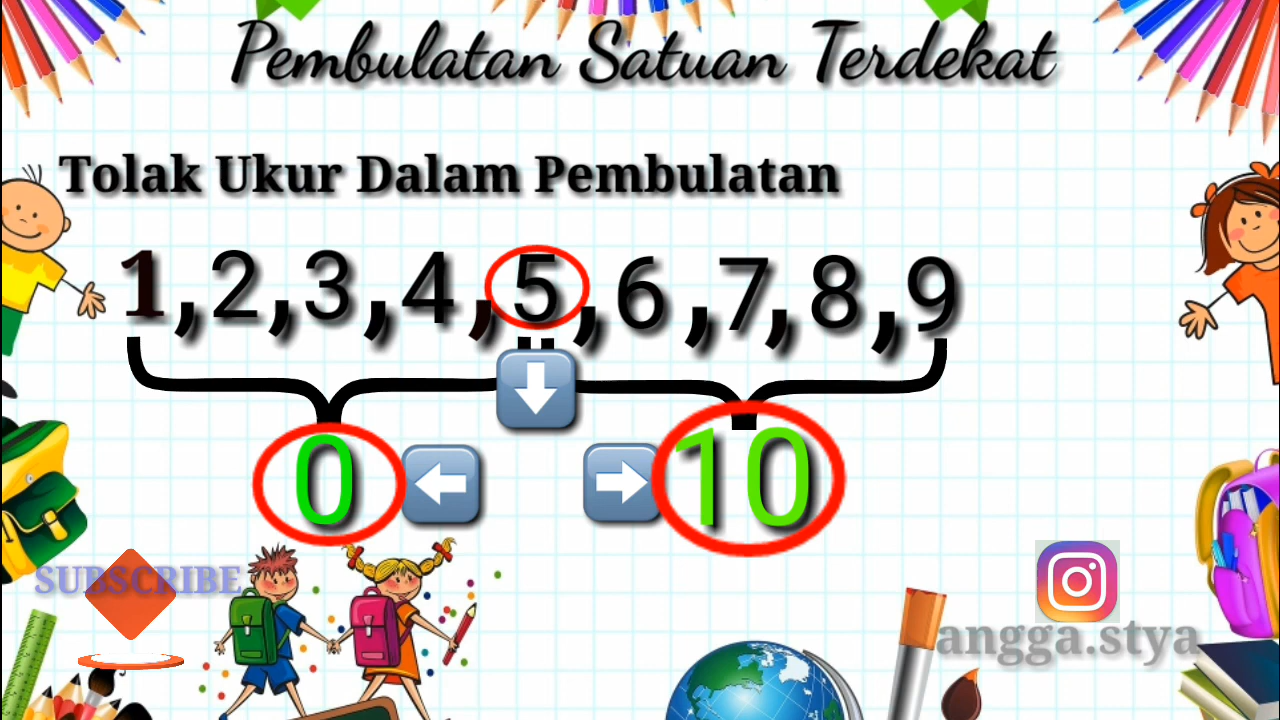 Pembulatan Satuan Terdekat
Tolak Ukur Dalam Pembulatan
1,2,3,4,5,6,7,8,9
0 10
SUBSCRIBE
angga.stya